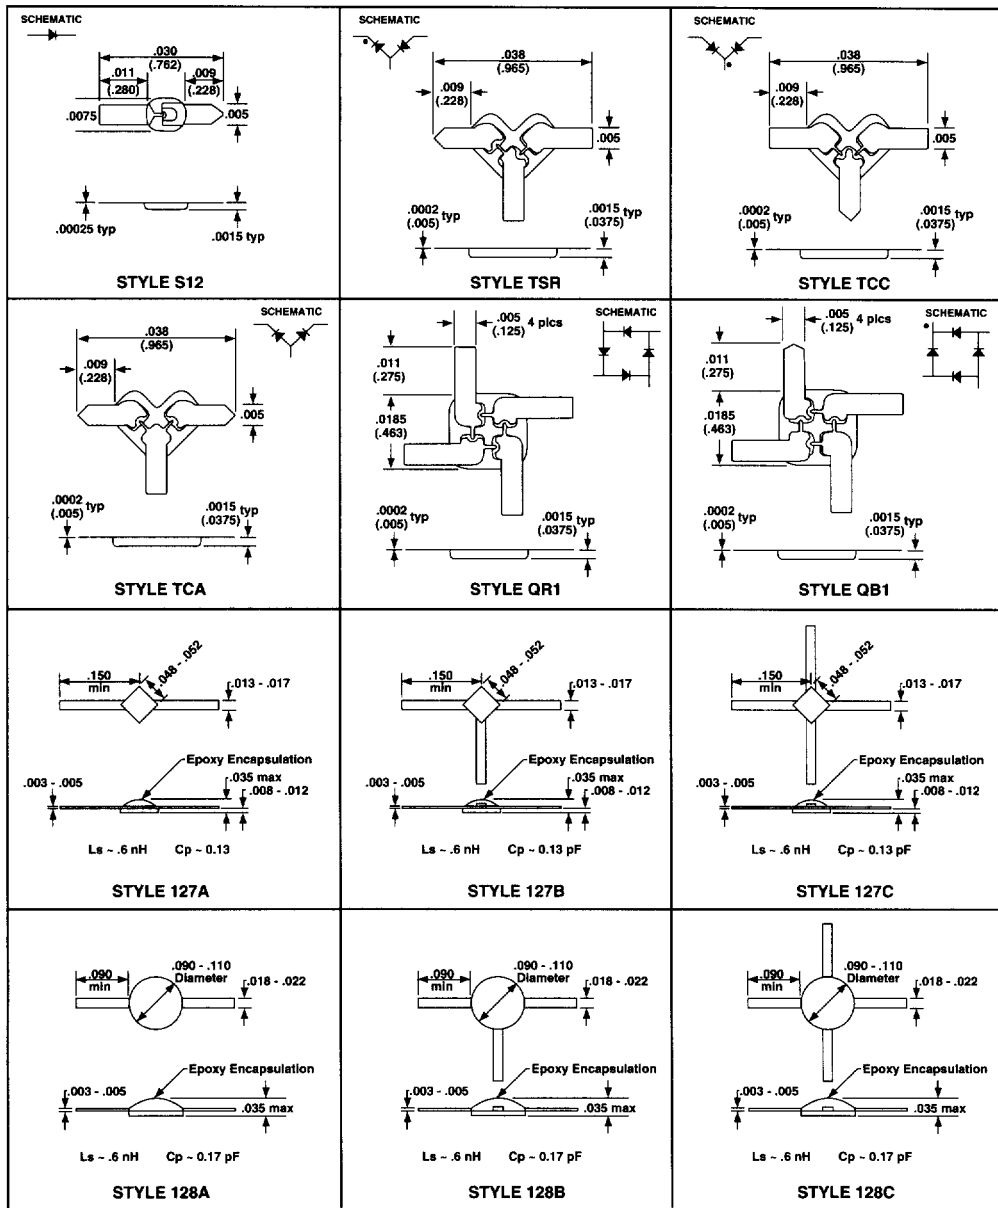 SCHEMATIC
.030
(.762)
.011
(.280)
.009
(.228)
.0075
.005
.00025 typ
.0015 typ
STYLE S12
SCHEMATIC
.038
(.965)
.009
(.228)
.005
.0002
(.005) typ
.0015
(.0375) typ
STYLE TSR
SCHEMATIC
.038
(.965)
.009
(.228)
.005
.0002
(.005) typ
.0015
(.0375) typ
STYLE TCC
SCHEMATIC
.038
(.965)
.009
(.228)
.005
.0002
(.005) typ
.0015
(.0375) typ
STYLE TCA
SCHEMATIC
.005
(.125) 4 plcs
.011
(.275)
.0185
(.463)
.0002
(.005) typ
.0015
(.0375) typ
STYLE QR1
SCHEMATIC
.005
(.125) 4 plcs
.011
(.275)
.0185
(.463)
.0002
(.005) typ
.0015
(.0375) typ
STYLE QB1
.150
min
.048 - .052
.013 - .017
Epoxy Encapsulation
.003 - .005
.035 max
.008 - .012
Ls ~ .6 nH Cp ~ 0.13
STYLE 127A
.150
min
.048 - .052
.013 - .017
Epoxy Encapsulation
.003 - .005
.035 max
.008 - .012
Ls ~ .6 nH Cp ~ 0.13 pF
STYLE 127B
.150
min
.048 - .052
.013 - .017
Epoxy Encapsulation
.003 - .005
.035 max
.008 - .012
Ls ~ .6 nH Cp ~ 0.13 pF
STYLE 127C
.090
min
.090 - .110
Diameter
.018 - .022
Epoxy Encapsulation
.003 - .005
.035 max
Ls ~ .6 nH Cp ~ 0.17 pF
STYLE 128A
.090
min
.090 - .110
Diameter
.018 - .022
Epoxy Encapsulation
.003 - .005
.035 max
Ls ~ .6 nH Cp ~ 0.17 pF
STYLE 128B
.090
min
.090 - .110
Diameter
.018 - .022
Epoxy Encapsulation
.003 - .005
.035 max
Ls ~ .6 nH Cp ~ 0.17 pF
STYLE 128C